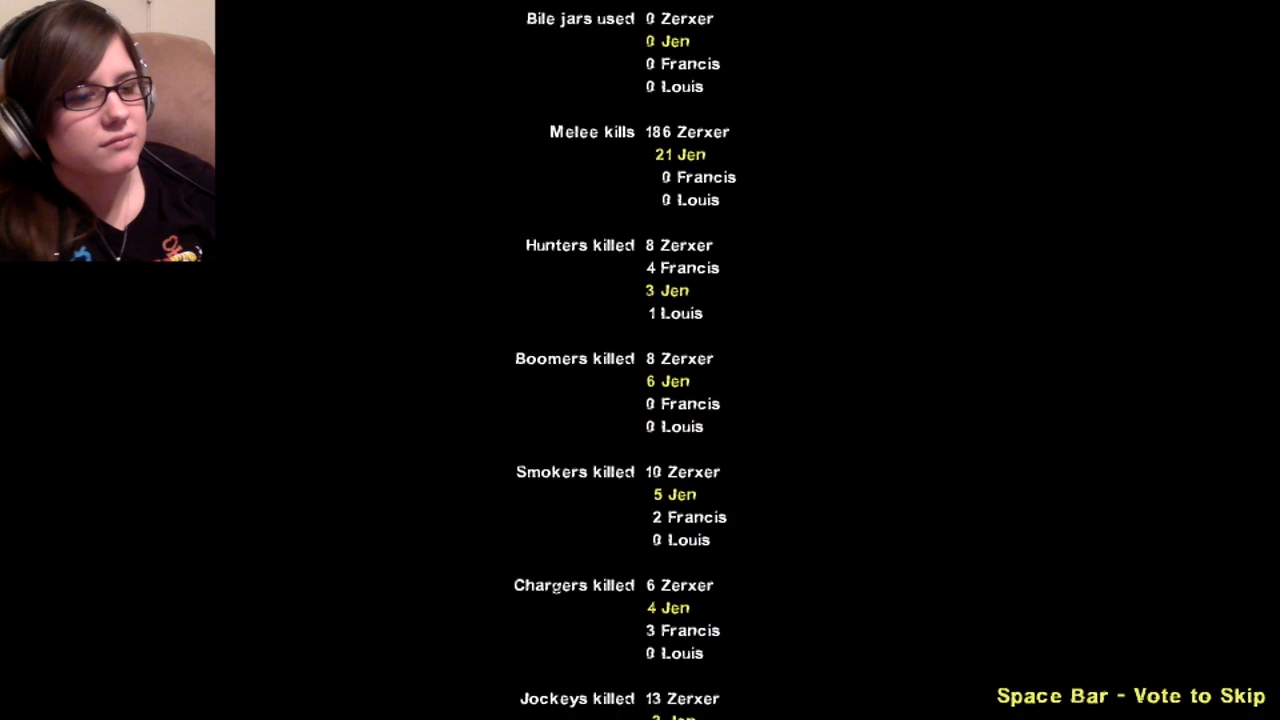 Bile jars used 0 Zerxer
0 Jen
0 Francis
0 Louis
Melee kills 186 Zerxer
21 Jen
0 Francis
0 Louis
Hunters killed 8 Zerxer
4 Francis
3 Jen
1 Louis
Boomers killed 8 Zerxer
6 Jen
0 Francis
0 Louis
Smokers killed 10 Zerxer
5 Jen
2 Francis
0 Louis
Chargers killed 6 Zerxer
4 Jen
3 Francis
0 Louis
Jockeys killed 13 Zerxer
Jen
Space Bar - Vote to Skip